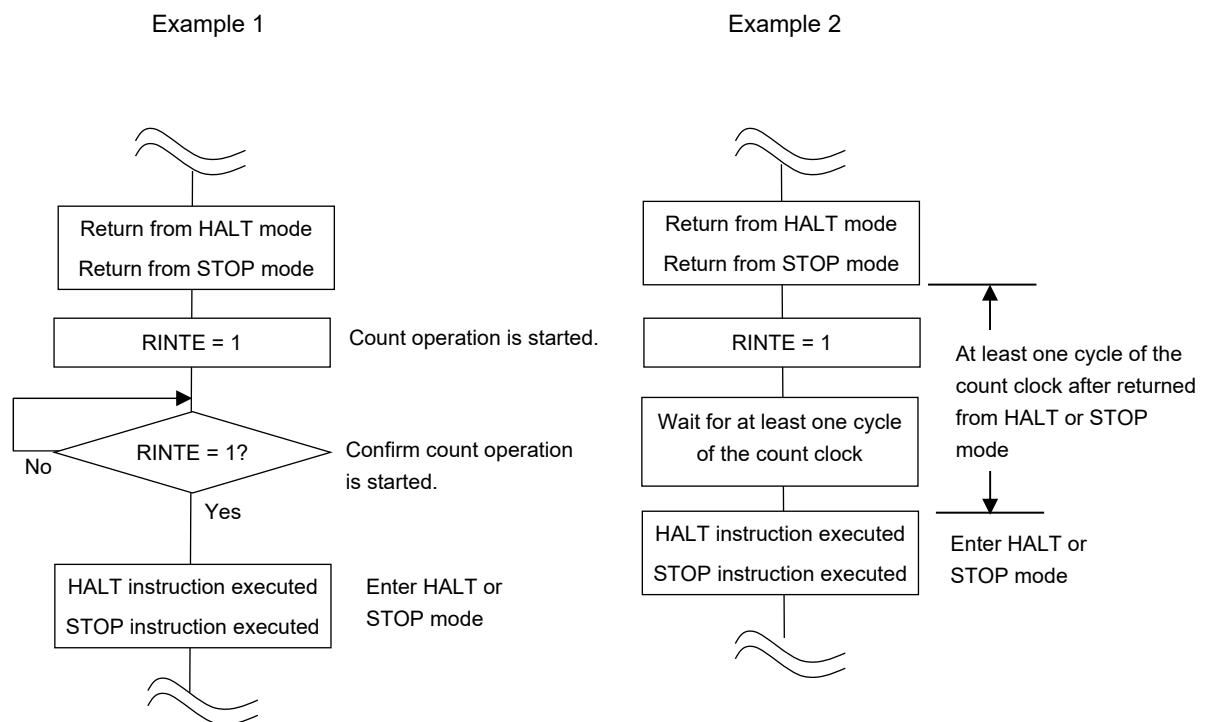 Example 1
Return from HALT mode
Return from STOP mode
RINTE = 1
Count operation is started.
RINTE = 1?
No
Confirm count operation
is started.
Yes
HALT instruction executed
STOP instruction executed
Enter HALT or
STOP mode
Example 2
Return from HALT mode
Return from STOP mode
RINTE = 1
Wait for at least one cycle
of the count clock
At least one cycle of the
count clock after returned
from HALT or STOP
mode
HALT instruction executed
STOP instruction executed
Enter HALT or
STOP mode